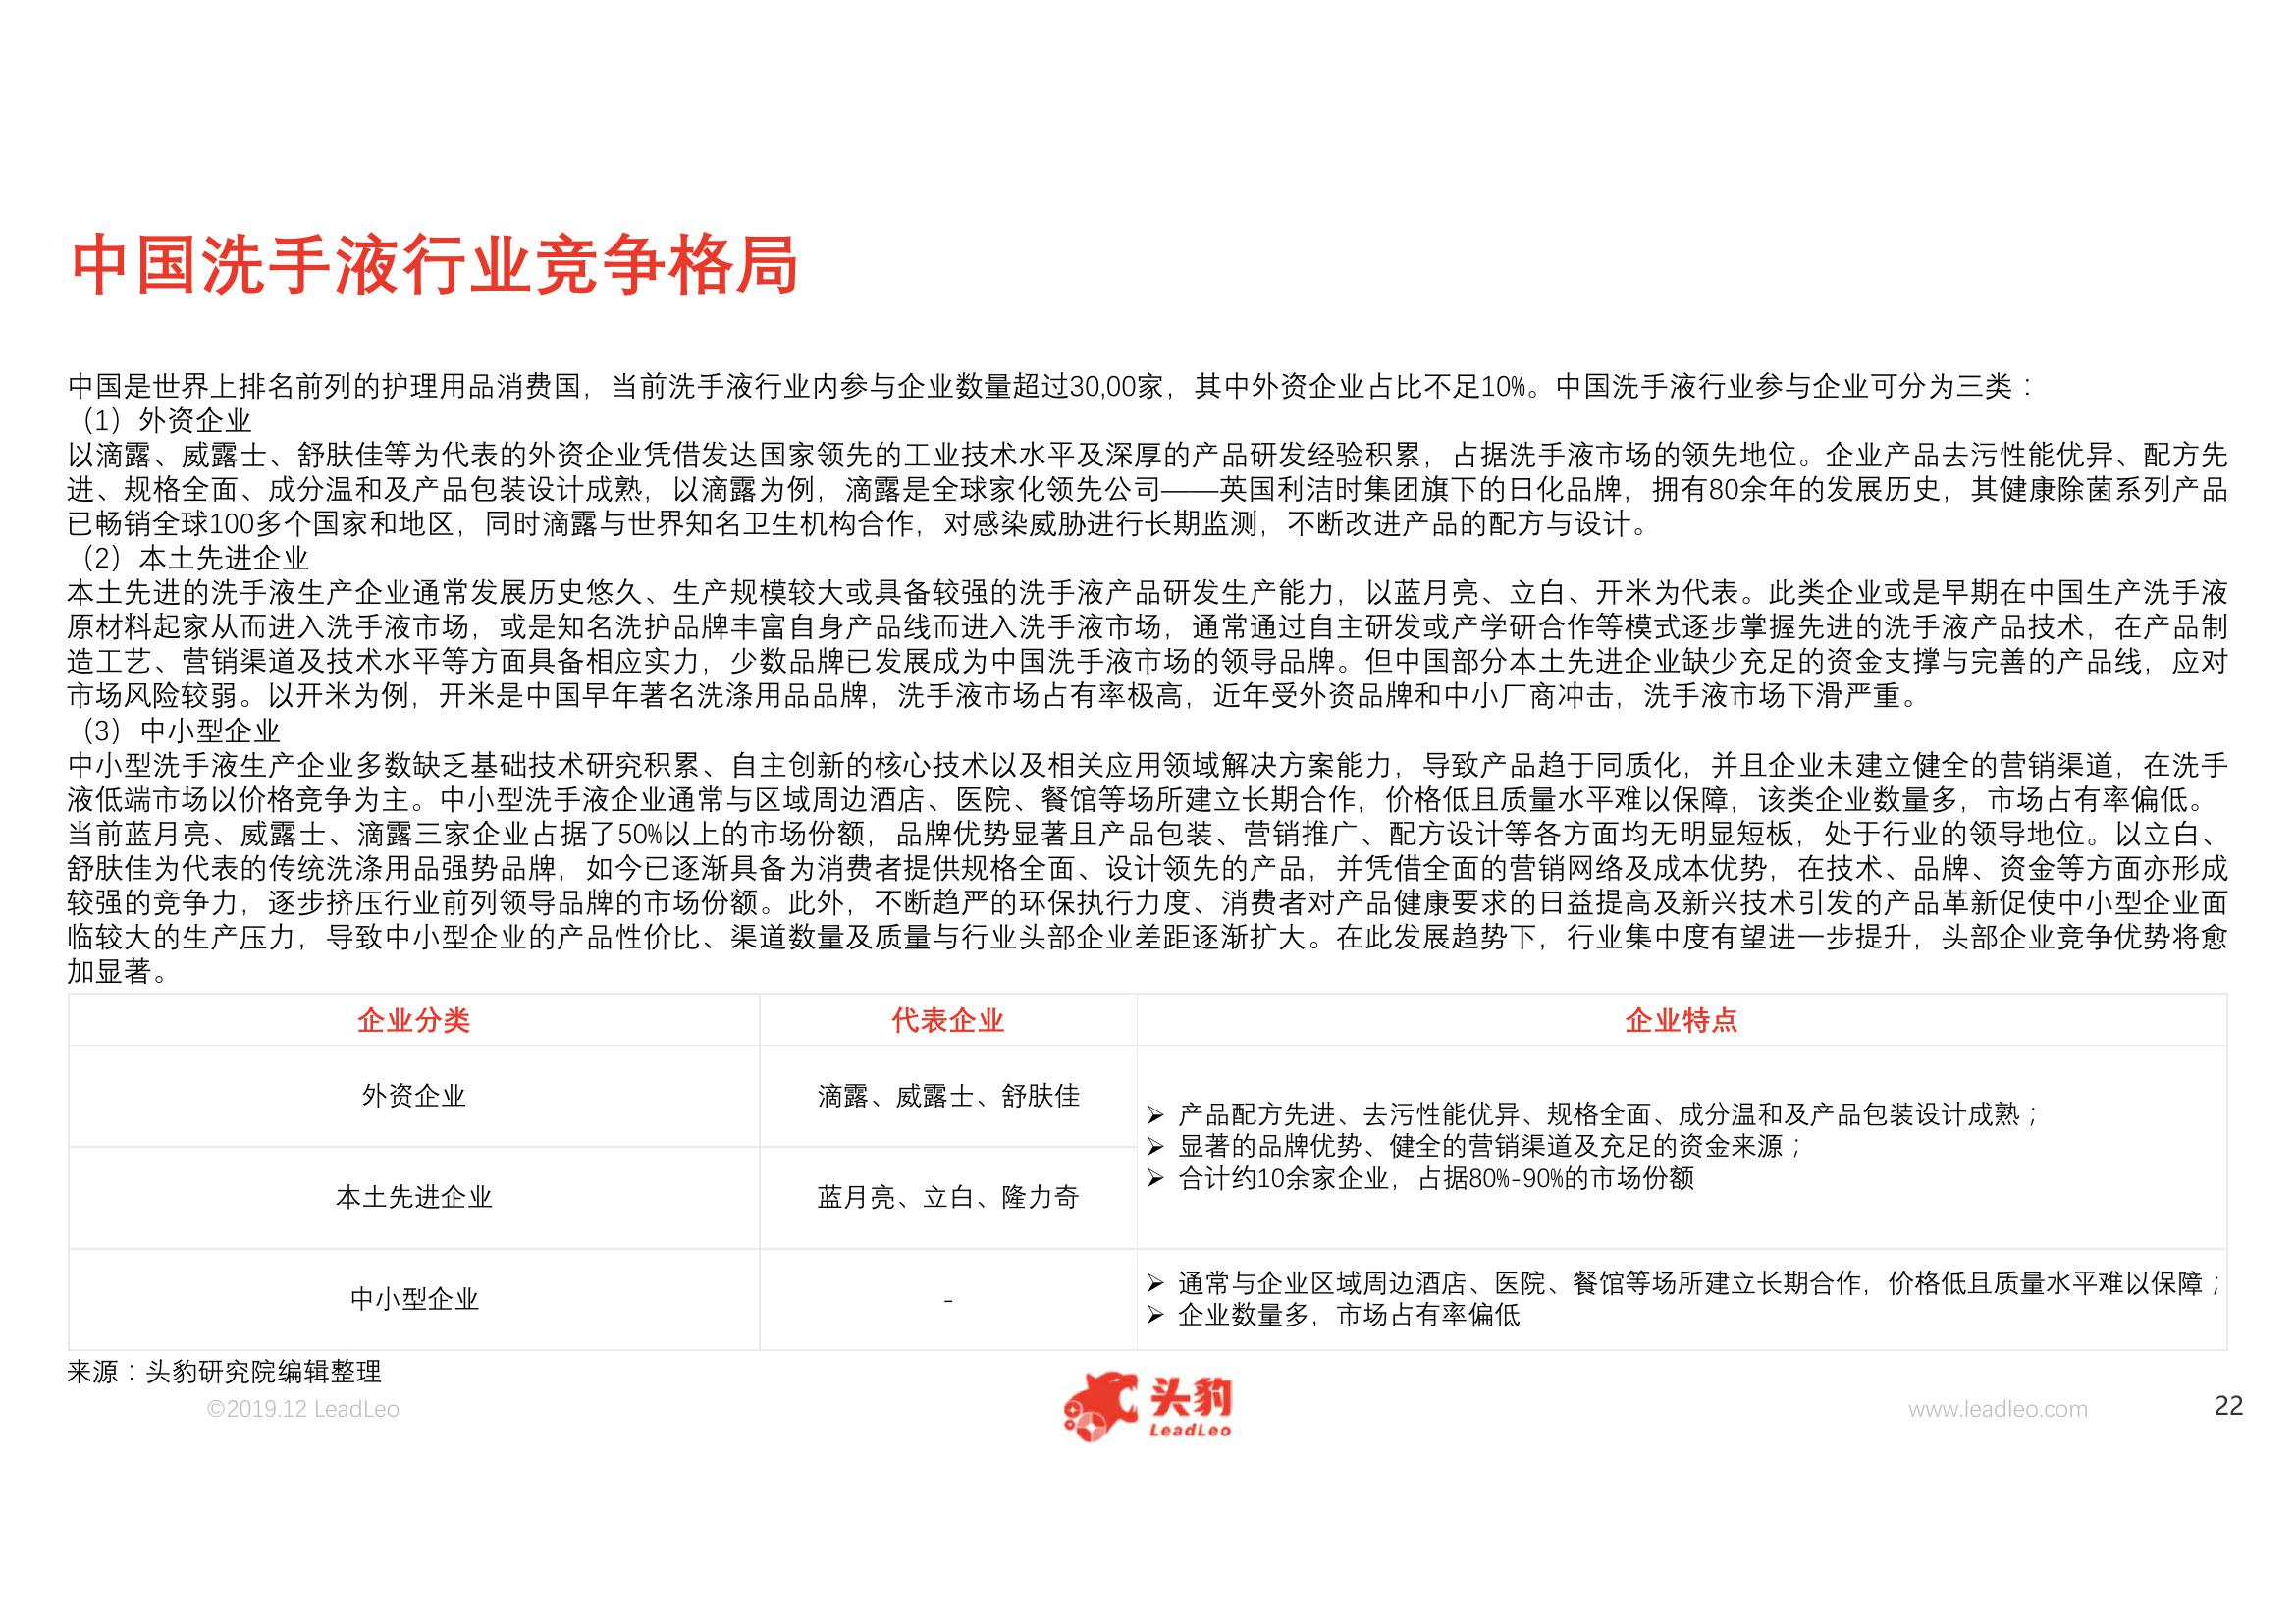 中国洗手液行业竞争格局
中国是世界上排名前列的护理用品消费国，当前洗手液行业内参与企业数量超过30,00家，其中外资企业占比不足10%。中国洗手液行业参与企业可分为三类：
（1）外资企业
以滴露、威露士、舒肤佳等为代表的外资企业凭借发达国家领先的工业技术水平及深厚的产品研发经验积累，占据洗手液市场的领先地位。企业产品去污性能优异、配方先
进、规格全面、成分温和及产品包装设计成熟，以滴露为例，滴露是全球家化领先公司——英国利洁时集团旗下的日化品牌，拥有80余年的发展历史，其健康除菌系列产品
已畅销全球100多个国家和地区，同时滴露与世界知名卫生机构合作，对感染威胁进行长期监测，不断改进产品的配方与设计。
（2）本土先进企业
本土先进的洗手液生产企业通常发展历史悠久、生产规模较大或具备较强的洗手液产品研发生产能力，以蓝月亮、立白、开米为代表。此类企业或是早期在中国生产洗手液
原材料起家从而进入洗手液市场，或是知名洗护品牌丰富自身产品线而进入洗手液市场，通常通过自主研发或产学研合作等模式逐步掌握先进的洗手液产品技术，在产品制
造工艺、营销渠道及技术水平等方面具备相应实力，少数品牌已发展成为中国洗手液市场的领导品牌。但中国部分本土先进企业缺少充足的资金支撑与完善的产品线，应对
市场风险较弱。以开米为例，开米是中国早年著名洗涤用品品牌，洗手液市场占有率极高，近年受外资品牌和中小厂商冲击，洗手液市场下滑严重。
（3）中小型企业
中小型洗手液生产企业多数缺乏基础技术研究积累、自主创新的核心技术以及相关应用领域解决方案能力，导致产品趋于同质化，并且企业未建立健全的营销渠道，在洗手
液低端市场以价格竞争为主。中小型洗手液企业通常与区域周边酒店、医院、餐馆等场所建立长期合作，价格低且质量水平难以保障，该类企业数量多，市场占有率偏低。
当前蓝月亮、威露士、滴露三家企业占据了50%以上的市场份额，品牌优势显著且产品包装、营销推广、配方设计等各方面均无明显短板，处于行业的领导地位。以立白、
舒肤佳为代表的传统洗涤用品强势品牌，如今已逐渐具备为消费者提供规格全面、设计领先的产品，并凭借全面的营销网络及成本优势，在技术、品牌、资金等方面亦形成
较强的竞争力，逐步挤压行业前列领导品牌的市场份额。此外，不断趋严的环保执行力度、消费者对产品健康要求的日益提高及新兴技术引发的产品革新促使中小型企业面
临较大的生产压力，导致中小型企业的产品性价比、渠道数量及质量与行业头部企业差距逐渐扩大。在此发展趋势下，行业集中度有望进一步提升，头部企业竞争优势将愈
加显著。
企业分类 代表企业 企业特点
外资企业 滴露、威露士、舒肤佳
➢ 产品配方先进、去污性能优异、规格全面、成分温和及产品包装设计成熟；
➢ 显著的品牌优势、健全的营销渠道及充足的资金来源；
➢ 合计约10余家企业，占据80%-90%的市场份额
本土先进企业 蓝月亮、立白、隆力奇
中小型企业 -
➢ 通常与企业区域周边酒店、医院、餐馆等场所建立长期合作，价格低且质量水平难以保障；
➢ 企业数量多，市场占有率偏低
来源：头豹研究院编辑整理
©2019.12 LeadLeo
头豹
LeadLeo
www.leadleo.com
22